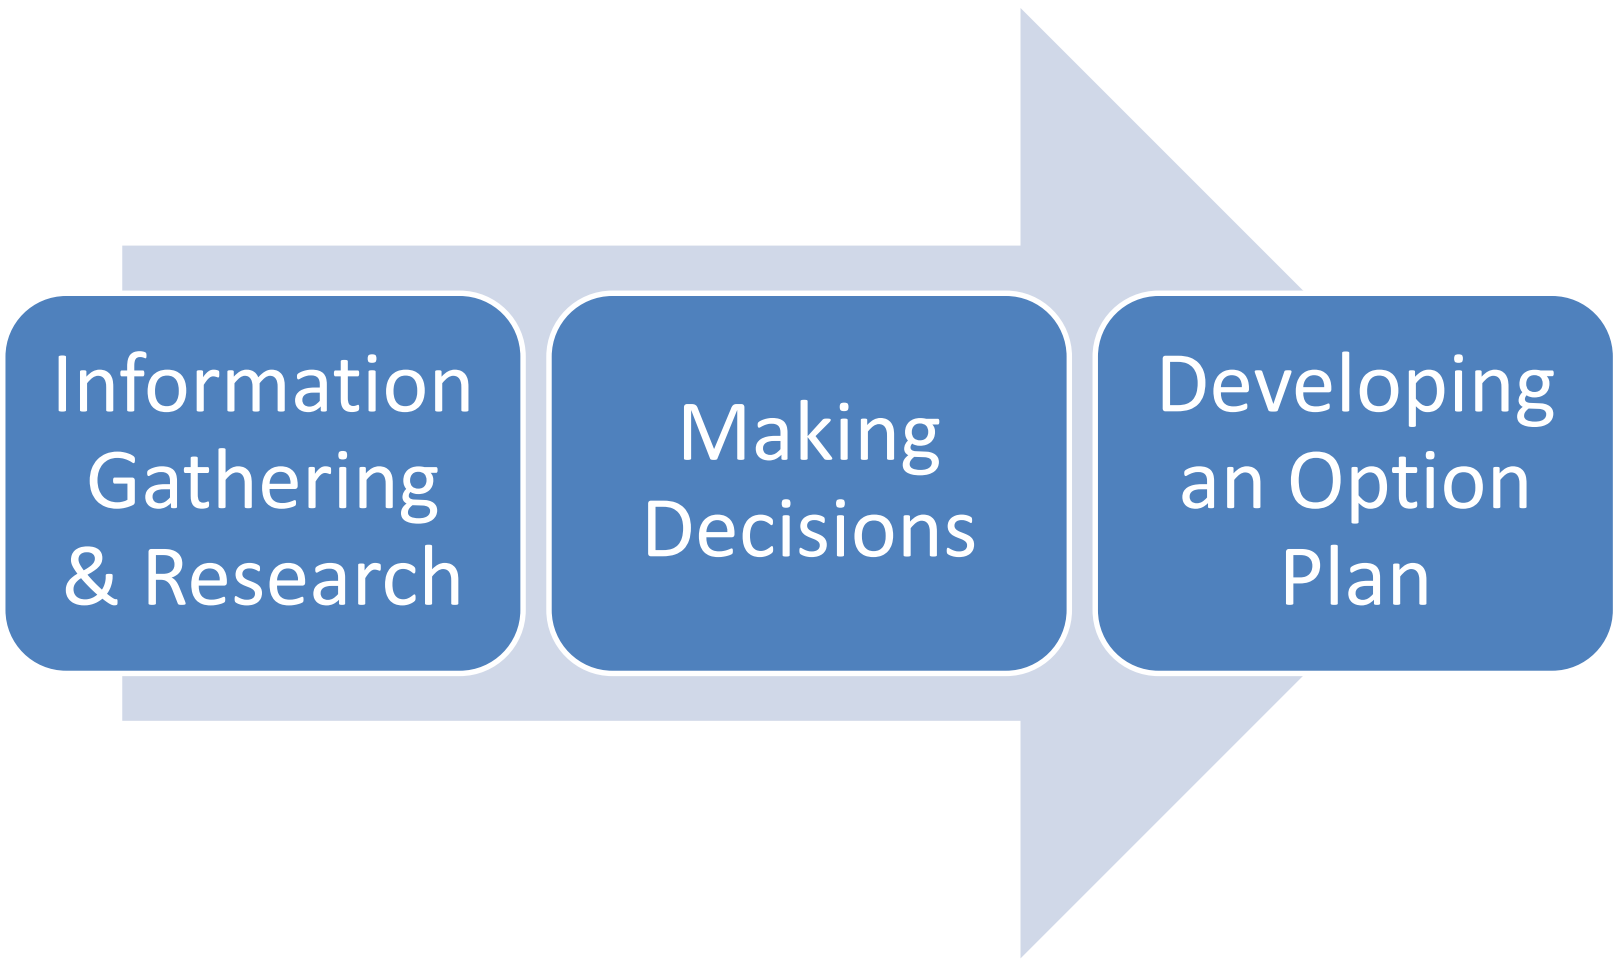 Information
Gathering
& Research
Making
Decisions
Developing
an Option
Plan